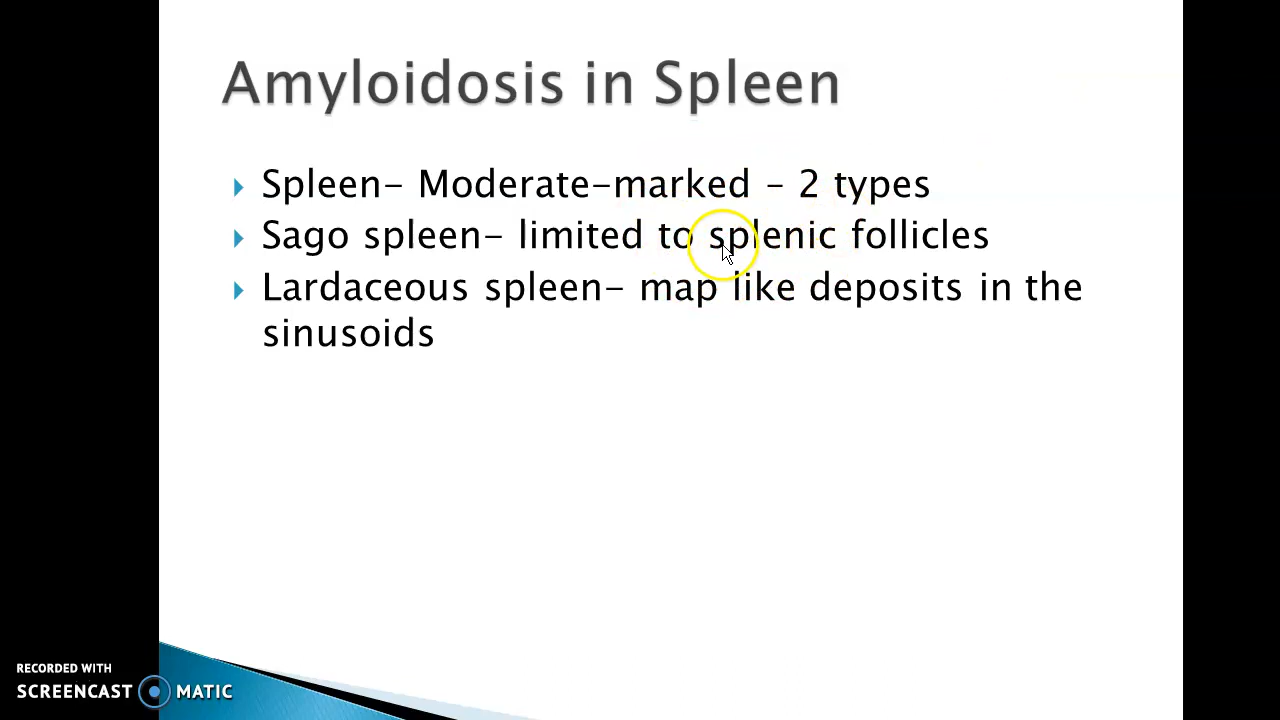 Amyloidosis in Spleen
Spleen- Moderate-marked – 2 types
Sago spleen- limited to splenic follicles
Lardaceous spleen- map like deposits in the
sinusoids
RECORDED WITH
SCREENCAST MATIC